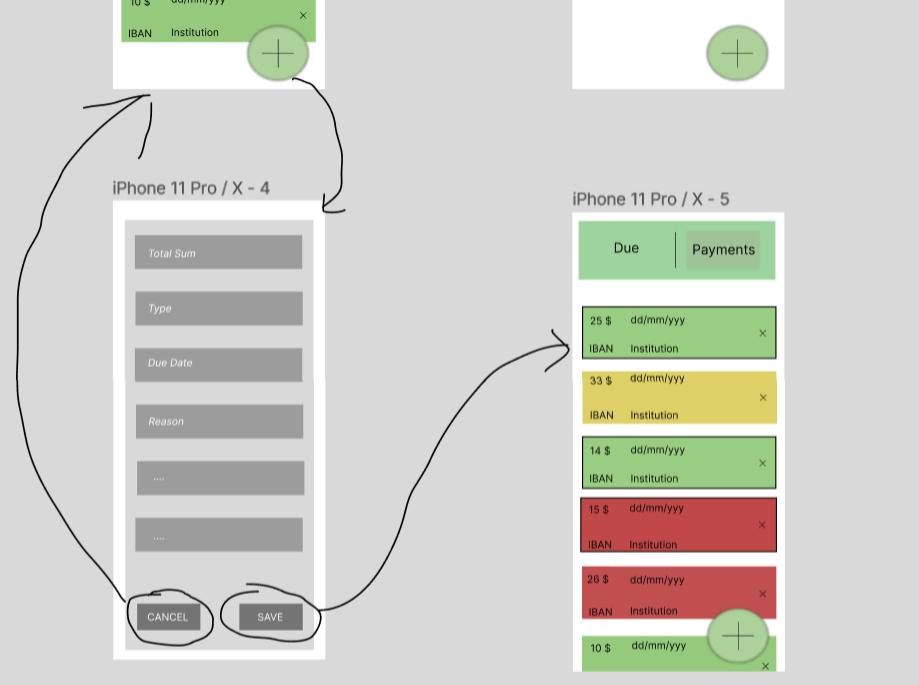 10 $ dd/mm/yyy
×
IBAN Institution
iPhone 11 Pro / X - 4
Total Sum
Type
Due Date
Reason
....
....
CANCEL SAVE
iPhone 11 Pro / X - 5
Due Payments
25 $ dd/mm/yyy
×
IBAN Institution
33 $ dd/mm/yyy
×
IBAN Institution
14 $ dd/mm/yyy
×
IBAN Institution
15 $ dd/mm/yyy
×
IBAN Institution
26 $ dd/mm/yyy
×
IBAN Institution
10 $ dd/mm/yyy
×